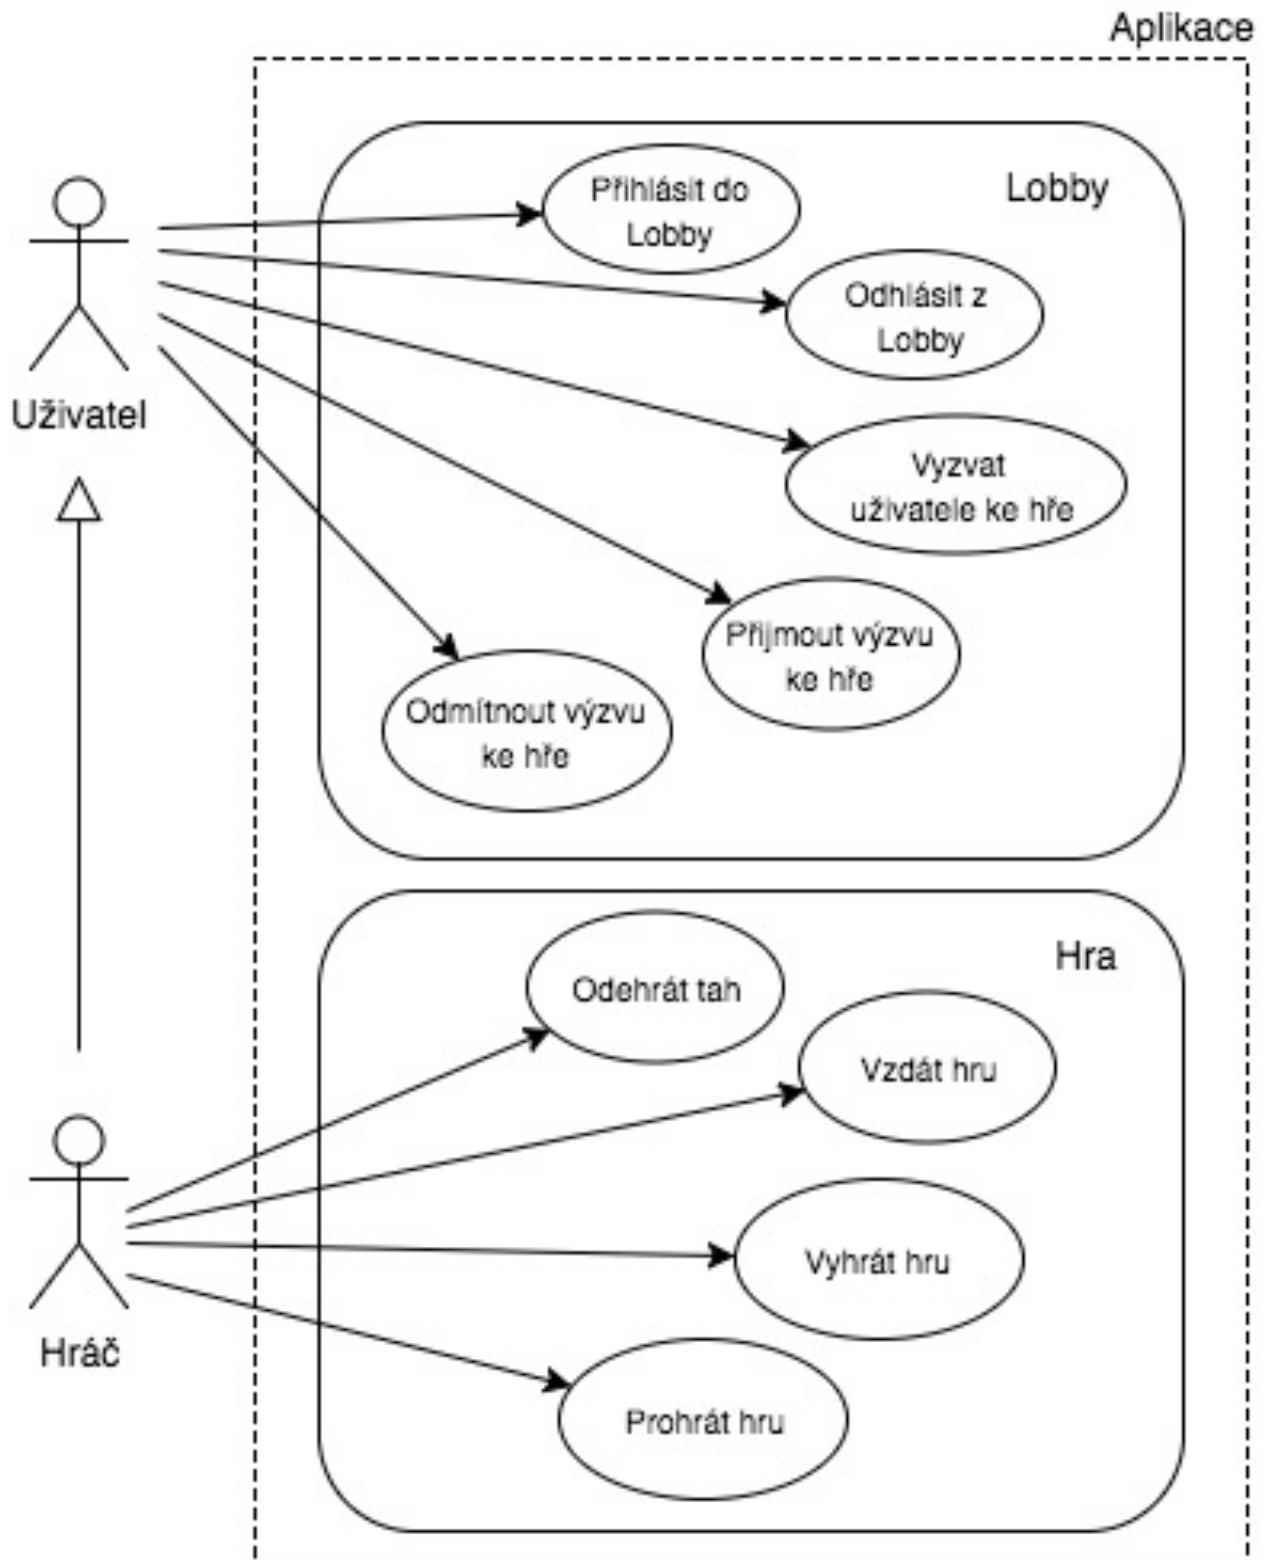 Aplikace
Lobby
Přihlásit do
Lobby
Odhlásit z
Lobby
Uživatel
Vyzvat
uživatele ke hře
Přijmout výzvu
ke hře
Odmítnout výzvu
ke hře
Hra
Odehrát tah
Vzdát hru
Vyhrát hru
Hráč
Prohrát hru